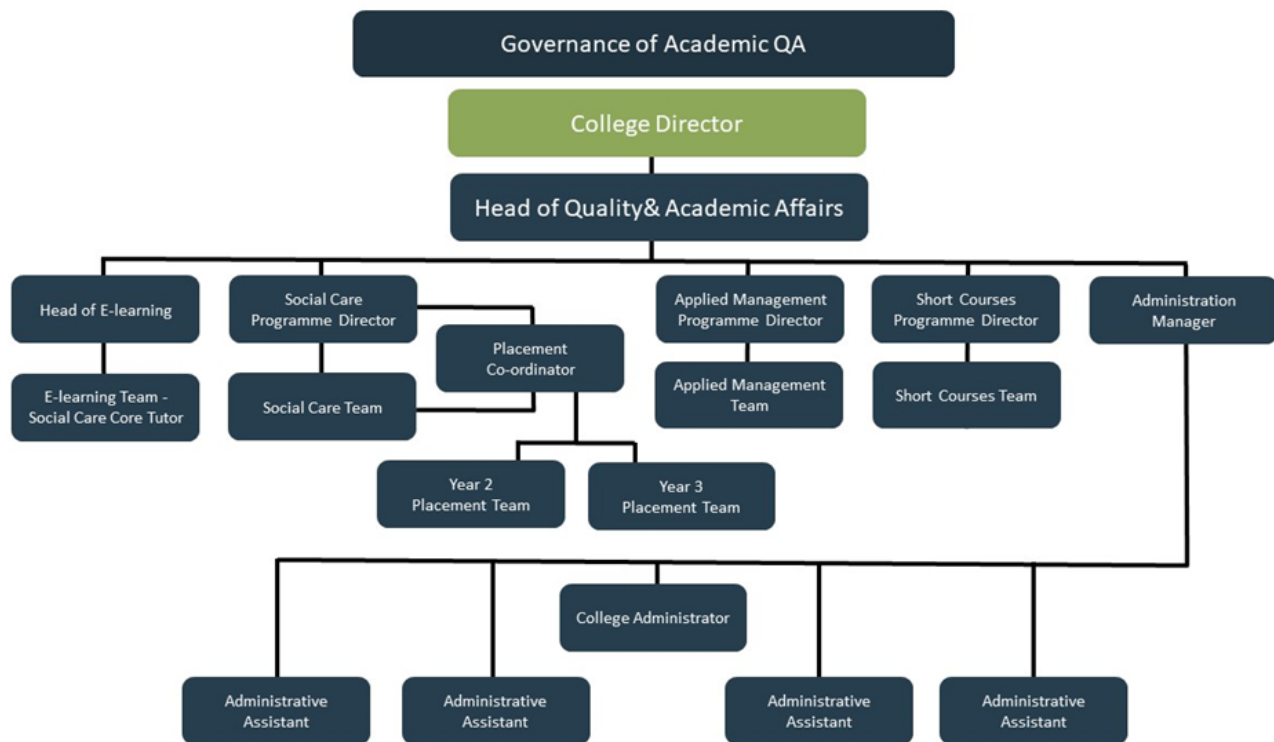 Governance of Academic QA
College Director
Head of Quality& Academic Affairs
Head of E-learning
Social Care
Programme Director
Applied Management
Programme Director
Short Courses
Programme Director
Administration
Manager
Placement
Co-ordinator
E-learning Team -
Social Care Core Tutor
Social Care Team
Applied Management
Team
Short Courses Team
Year 2
Placement Team
Year 3
Placement Team
College Administrator
Administrative
Assistant
Administrative
Assistant
Administrative
Assistant
Administrative
Assistant